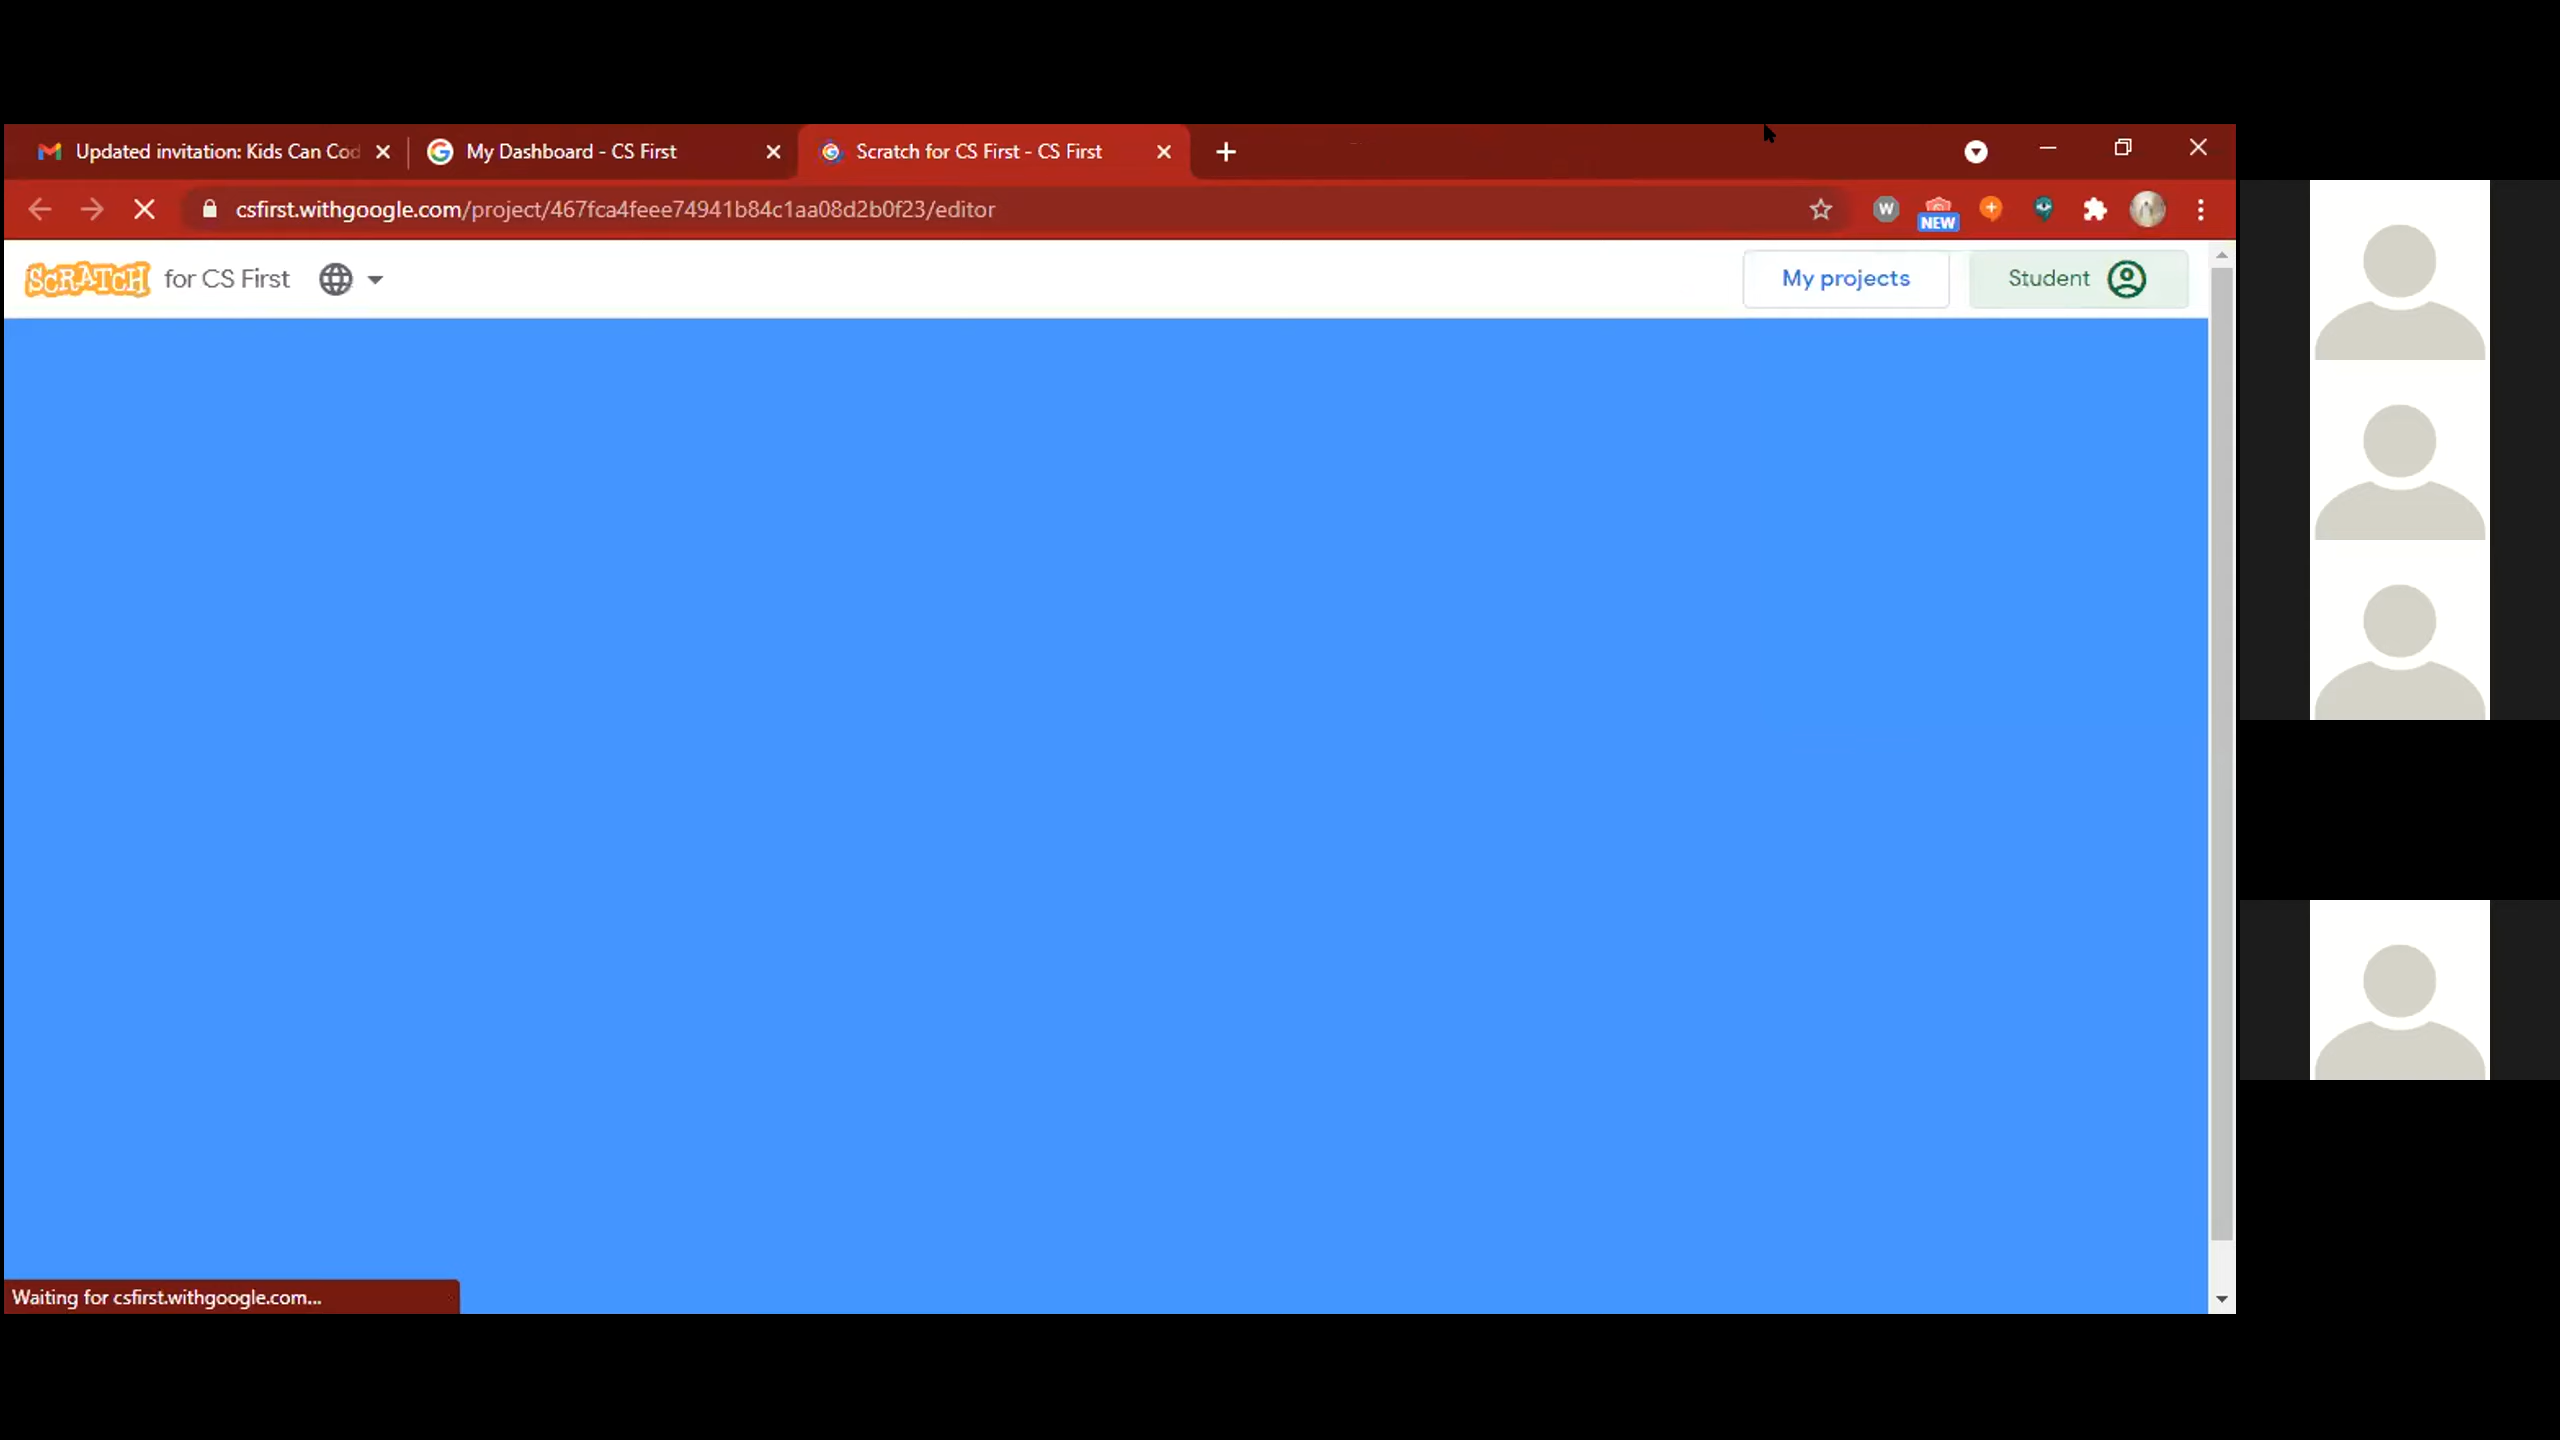 Updated invitation: Kids Can Cod
My Dashboard - CS First
Scratch for CS First - CS First
csfirst.withgoogle.com/project/467fca4feee74941b84c1aa08d2b0f23/editor
W
NEW
SCRATCH for CS First
My projects
Student
Waiting for csfirst.withgoogle.com...